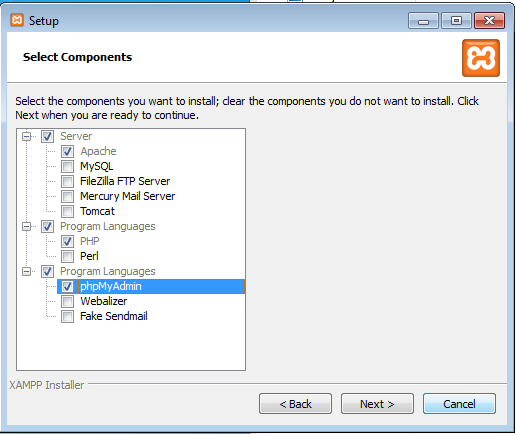 Setup
Select Components
Select the components you want to install; clear the components you do not want to install. Click
Next when you are ready to continue.
Server
Apache
MySQL
FileZilla FTP Server
Mercury Mail Server
Tomcat
Program Languages
PHP
Perl
Program Languages
phpMyAdmin
Webalizer
Fake Sendmail
XAMPP Installer
< Back
Next >
Cancel